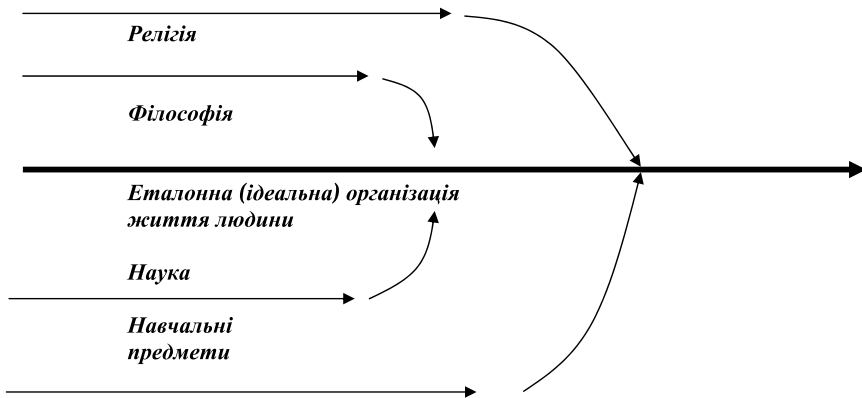 Релігія
Філософія
Еталонна (ідеальна) організація
життя людини
Наука
Навчальні
предмети